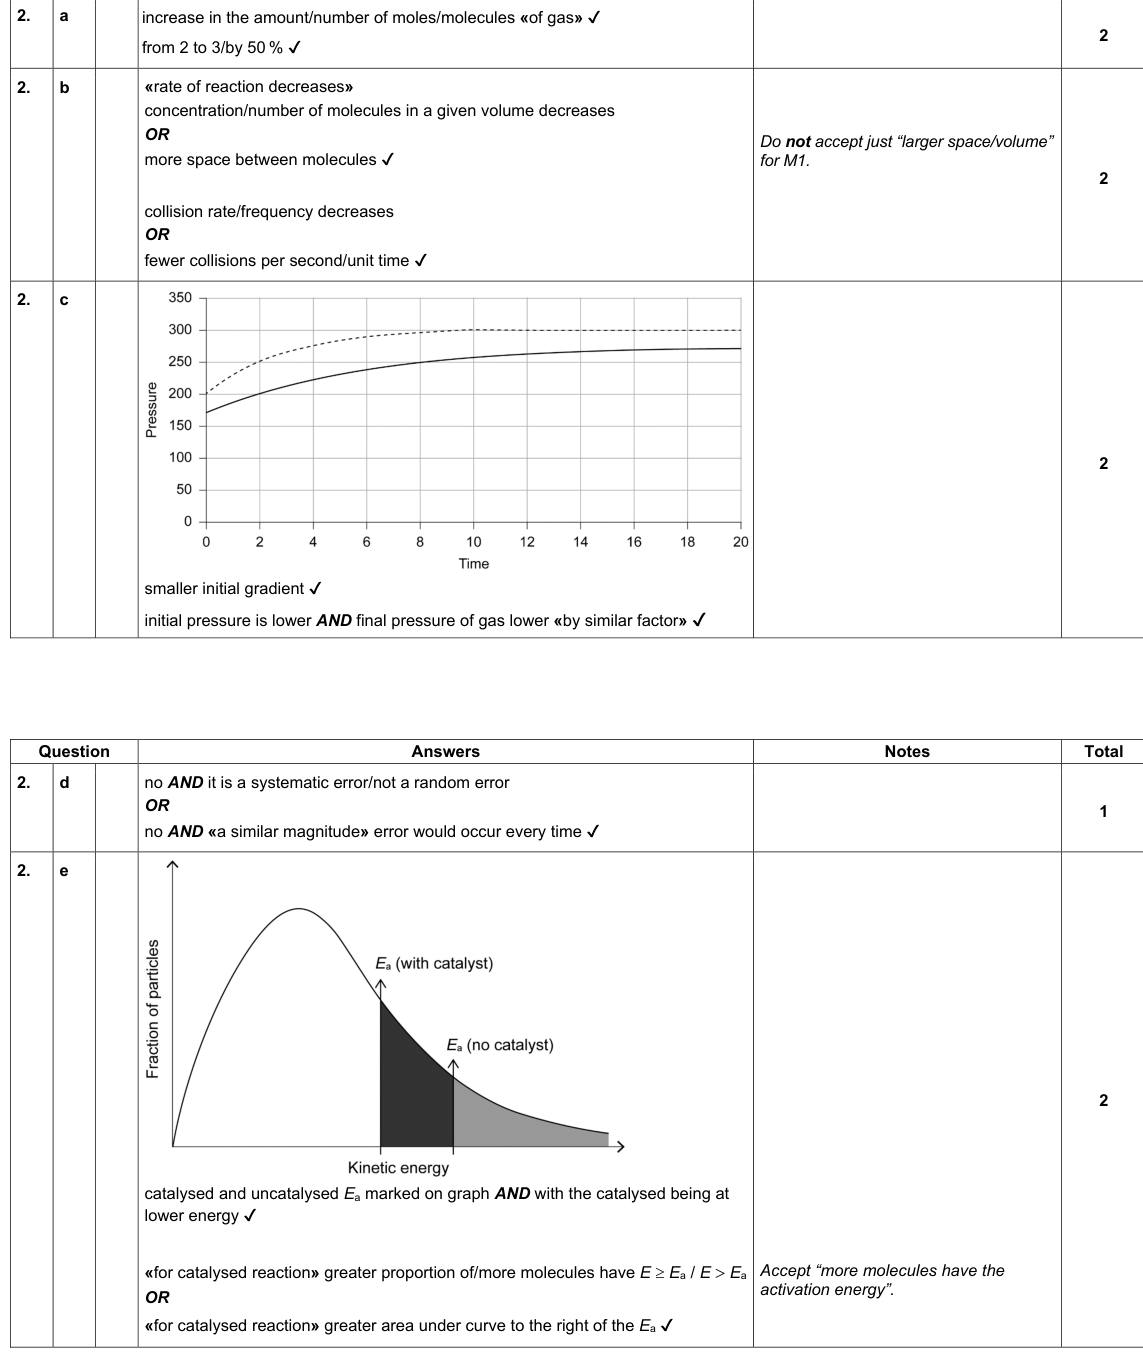 2. a increase in the amount/number of moles/molecules «of gas» ✓
from 2 to 3/by 50 % ✓
2
2. b «rate of reaction decreases»
concentration/number of molecules in a given volume decreases
OR
more space between molecules ✓
Do not accept just “larger space/volume”
for M1.
2
collision rate/frequency decreases
OR
fewer collisions per second/unit time ✓
2. c
350
300
250
200
150
100
50
0
Pressure
0 2 4 6 8 10 12 14 16 18 20
Time
2
smaller initial gradient ✓
initial pressure is lower AND final pressure of gas lower «by similar factor» ✓
Question Answers Notes Total
2. d no AND it is a systematic error/not a random error
OR
no AND «a similar magnitude» error would occur every time ✓
1
2. e
Fraction of particles
Ea (with catalyst)
Ea (no catalyst)
Kinetic energy
2
catalysed and uncatalysed Ea marked on graph AND with the catalysed being at
lower energy ✓
«for catalysed reaction» greater proportion of/more molecules have E ≥ Ea / E > Ea
OR
«for catalysed reaction» greater area under curve to the right of the Ea ✓
Accept “more molecules have the
activation energy”.